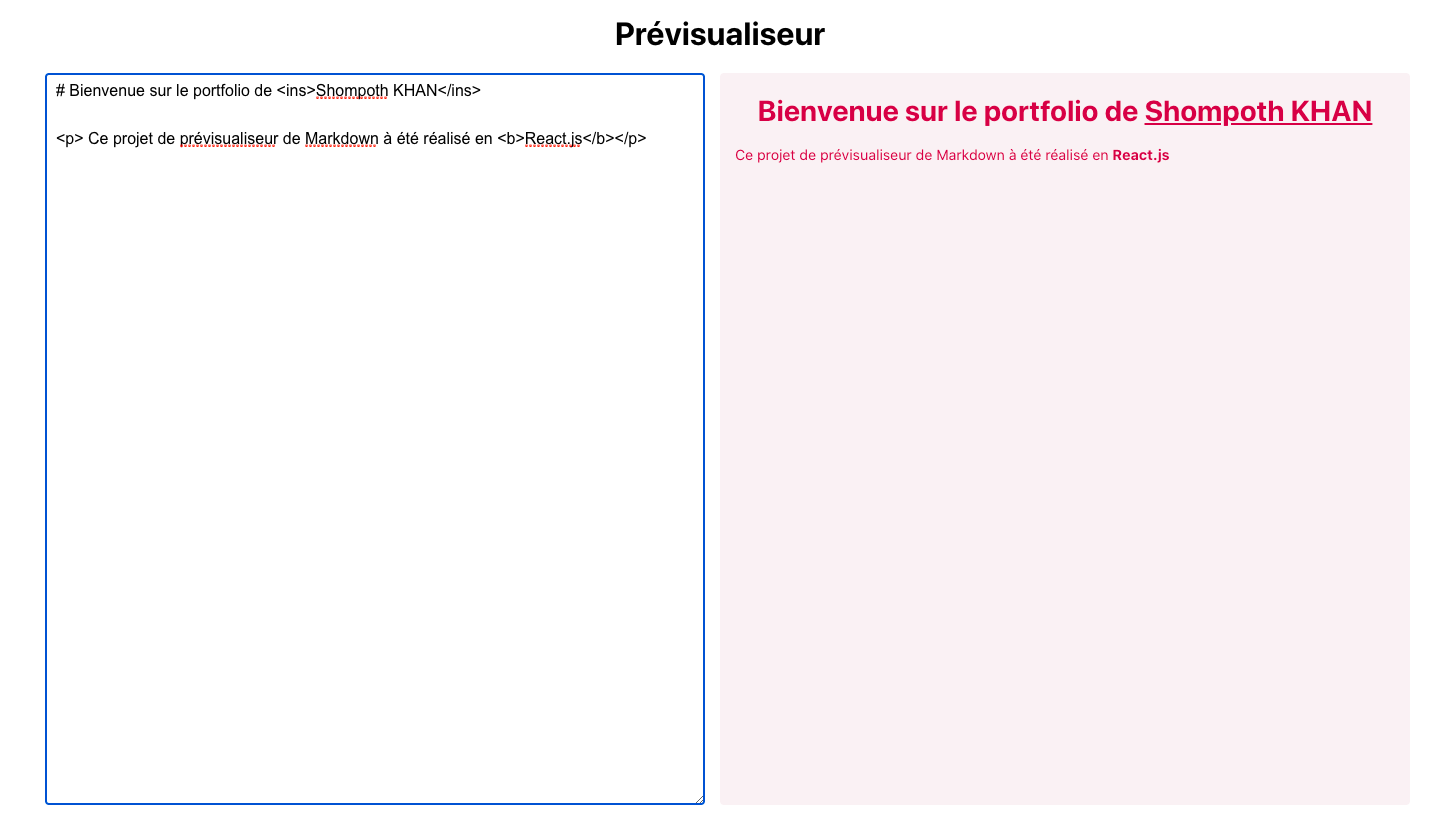 Prévisualiseur
# Bienvenue sur le portfolio de <ins>Shompoth KHAN</ins>
<p> Ce projet de prévisualiseur de Markdown à été réalisé en <b>React.js</b></p>
Bienvenue sur le portfolio de Shompoth KHAN
Ce projet de prévisualiseur de Markdown à été réalisé en React.js